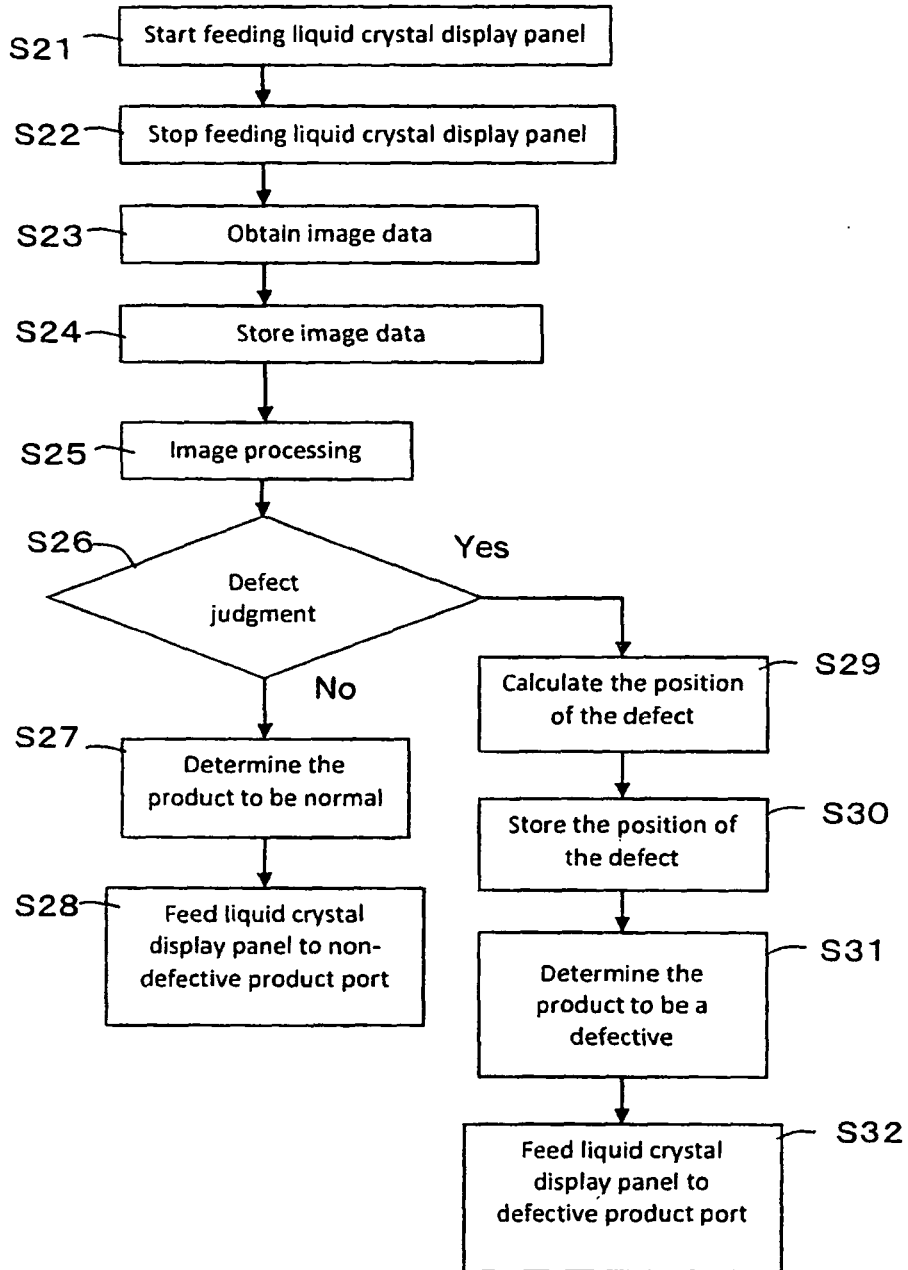 S21
Start feeding liquid crystal display panel
S22
Stop feeding liquid crystal display panel
S23
Obtain image data
S24
Store image data
S25
Image processing
S26
Defect
judgment
Yes
No
S27
Determine the
product to be normal
S28
Feed liquid crystal
display panel to non-
defective product port
S29
Calculate the position
of the defect
S30
Store the position of
the defect
S31
Determine the
product to be a
defective
S32
Feed liquid crystal
display panel to
defective product port